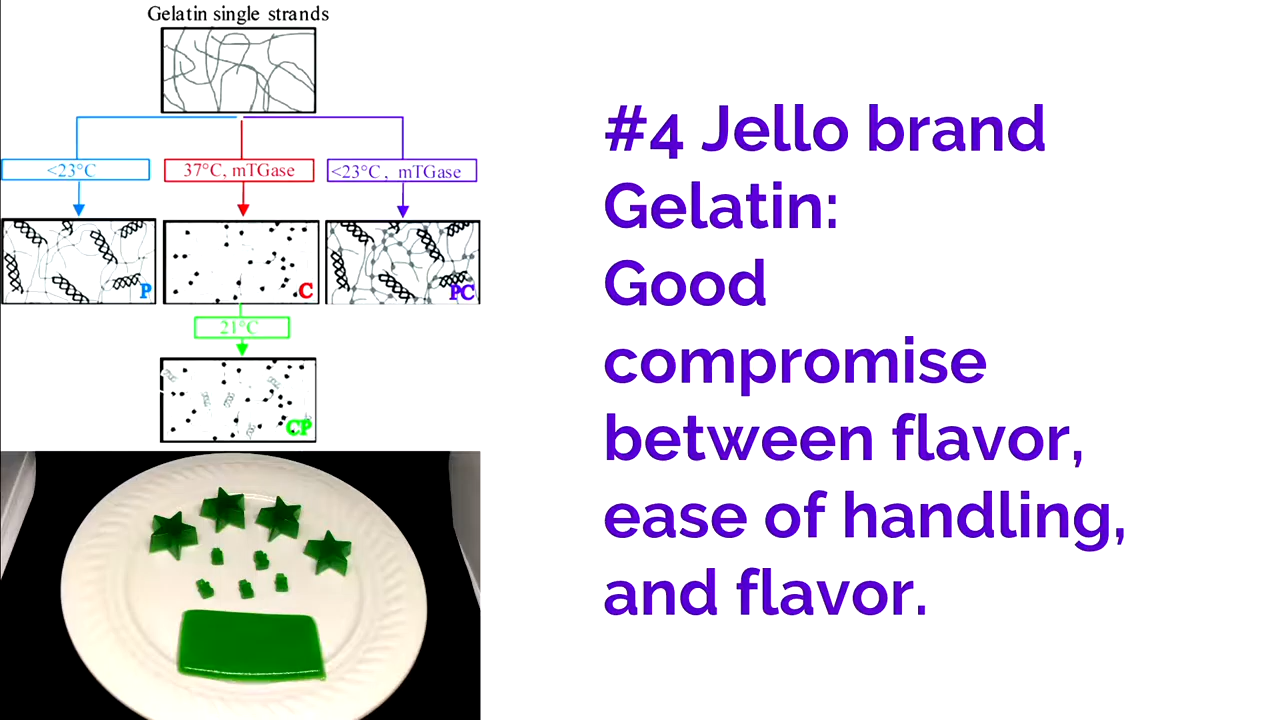 Gelatin single strands
<23°C
37°C, mTGase
<23°C, mTGase
P
C
PC
21°C
CP
#4 Jello brand
Gelatin:
Good
compromise
between flavor,
ease of handling,
and flavor.